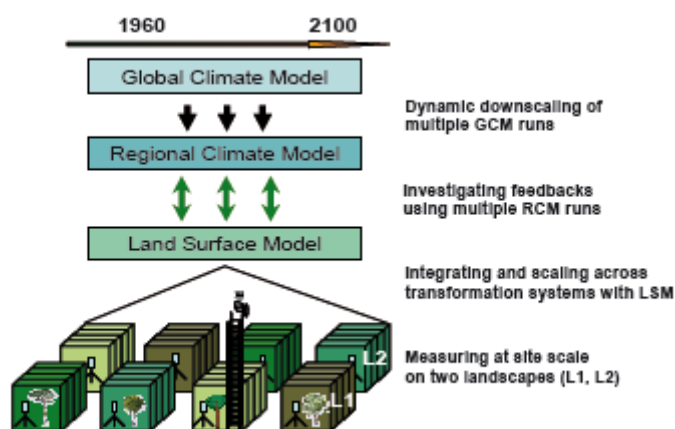 1960 2100
Global Climate Model
Dynamic downscaling of
multiple GCM runs
Regional Climate Model
Investigating feedbacks
using multiple RCM runs
Land Surface Model
Integrating and scaling across
transformation systems with LSM
L2
Measuring at site scale
on two landscapes (L1, L2)
L1